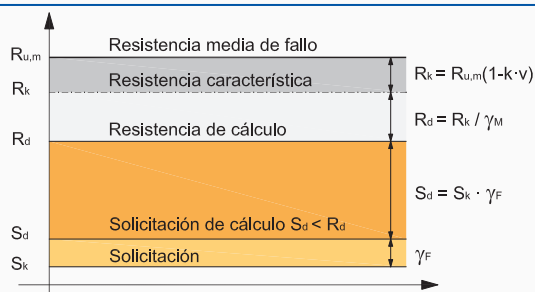 Ru,m
Resistencia media de fallo
Rk = Ru,m(1-k·v)
Rk
Resistencia característica
Rd = Rk / γM
Resistencia de cálculo
Rd
Sd = Sk · γF
Solicitación de cálculo Sd < Rd
Sd
Solicitación
γF
Sk